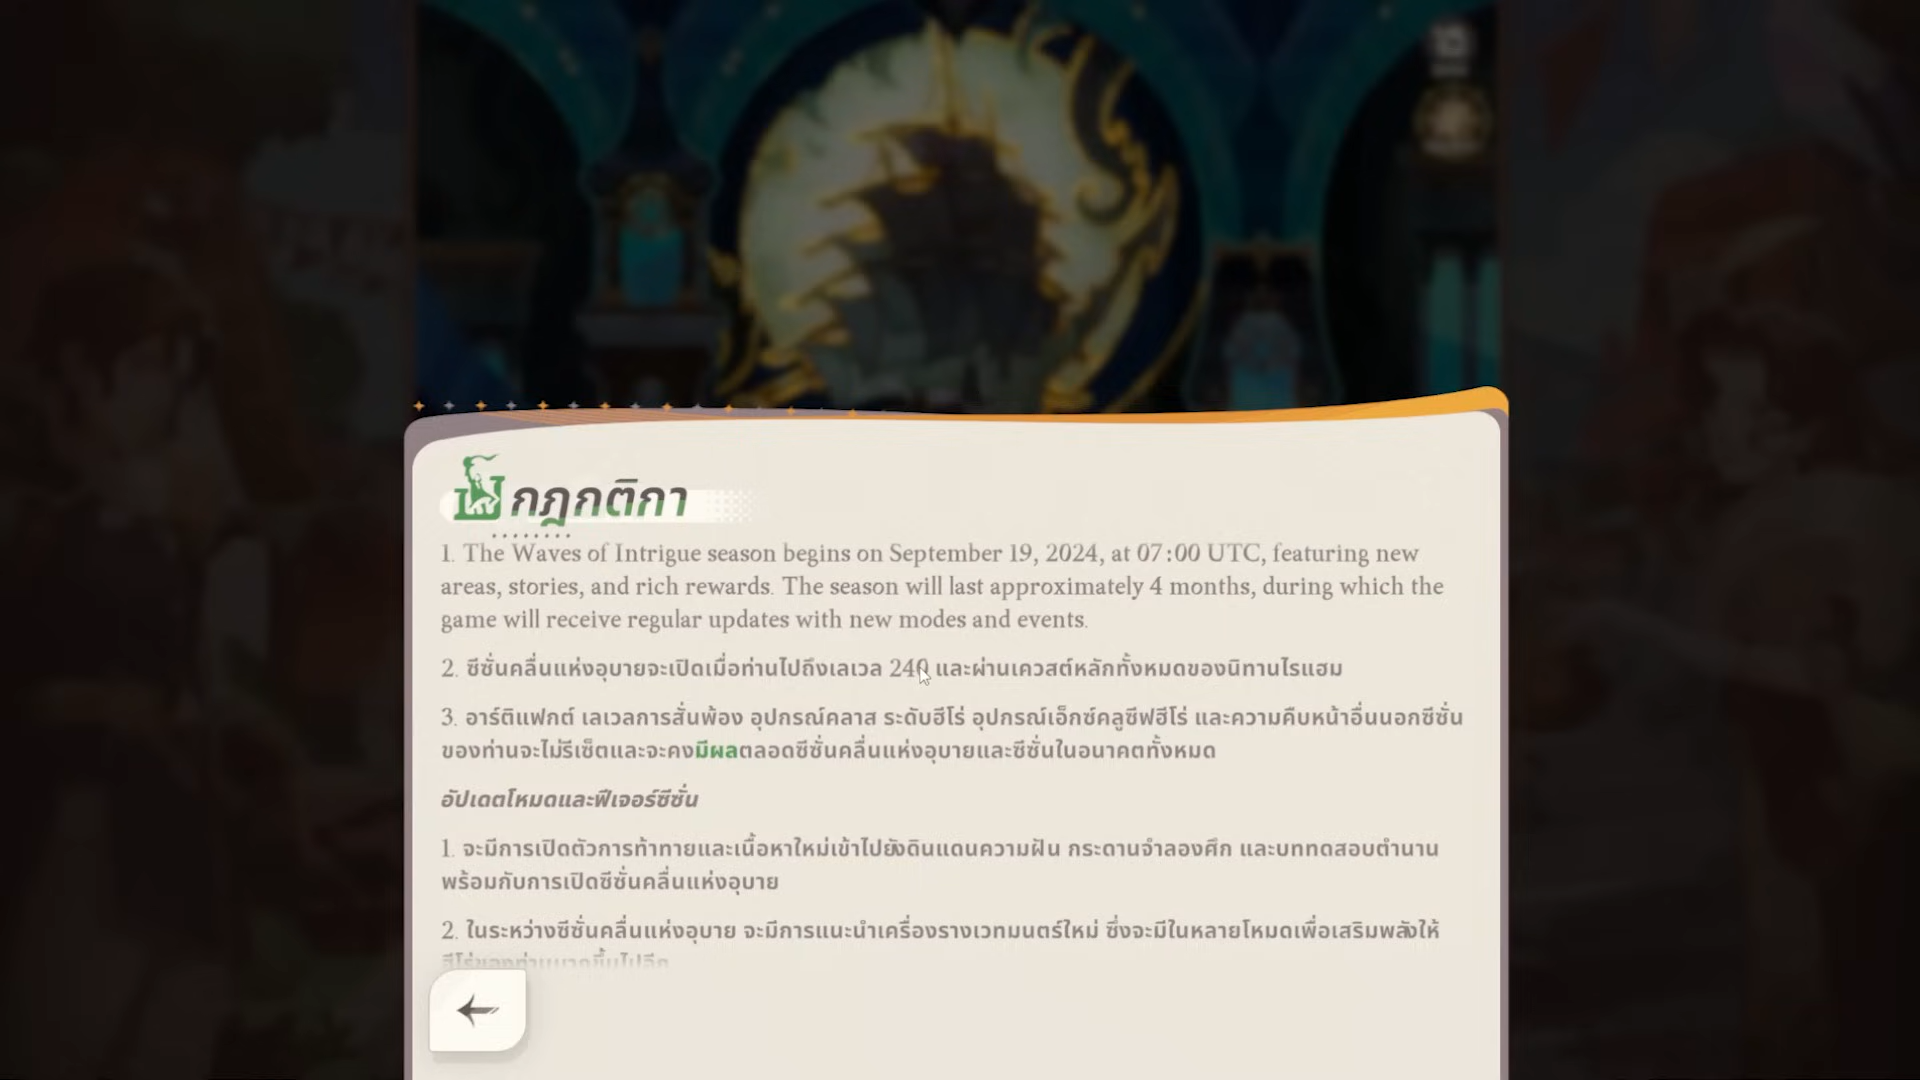 กฎกติกา
1. The Waves of Intrigue season begins on September 19, 2024, at 07:00 UTC, featuring new
areas, stories, and rich rewards. The season will last approximately 4 months, during which the
game will receive regular updates with new modes and events.
2. ซีซั่นคลื่นแห่งอุบายจะเปิดเมื่อท่านไปถึงเลเวล 240 และผ่านเควสต์หลักทั้งหมดของนิทานไรแฮม
3. อาร์ติแฟกต์ เลเวลการสั่นพ้อง อุปกรณ์คลาส ระดับฮีโร่ อุปกรณ์เอ็กซ์คลูซีฟฮีโร่ และความคืบหน้าอื่นนอกซีซั่น
ของท่านจะไม่รีเซ็ตและจะคงมีผลตลอดซีซั่นคลื่นแห่งอุบายและซีซั่นในอนาคตทั้งหมด
อัปเดตโหมดและฟีเจอร์ซีซั่น
1. จะมีการเปิดตัวการท้าทายและเนื้อหาใหม่เข้าไปยังดินแดนความฝัน กระดานจำลองศึก และบททดสอบตำนาน
พร้อมกับการเปิดซีซั่นคลื่นแห่งอุบาย
2. ในระหว่างซีซั่นคลื่นแห่งอุบาย จะมีการแนะนำเครื่องรางเวทมนตร์ใหม่ ซึ่งจะมีในหลายโหมดเพื่อเสริมพลังให้
ฮีโร่ของท่านมากขึ้นไปอีก